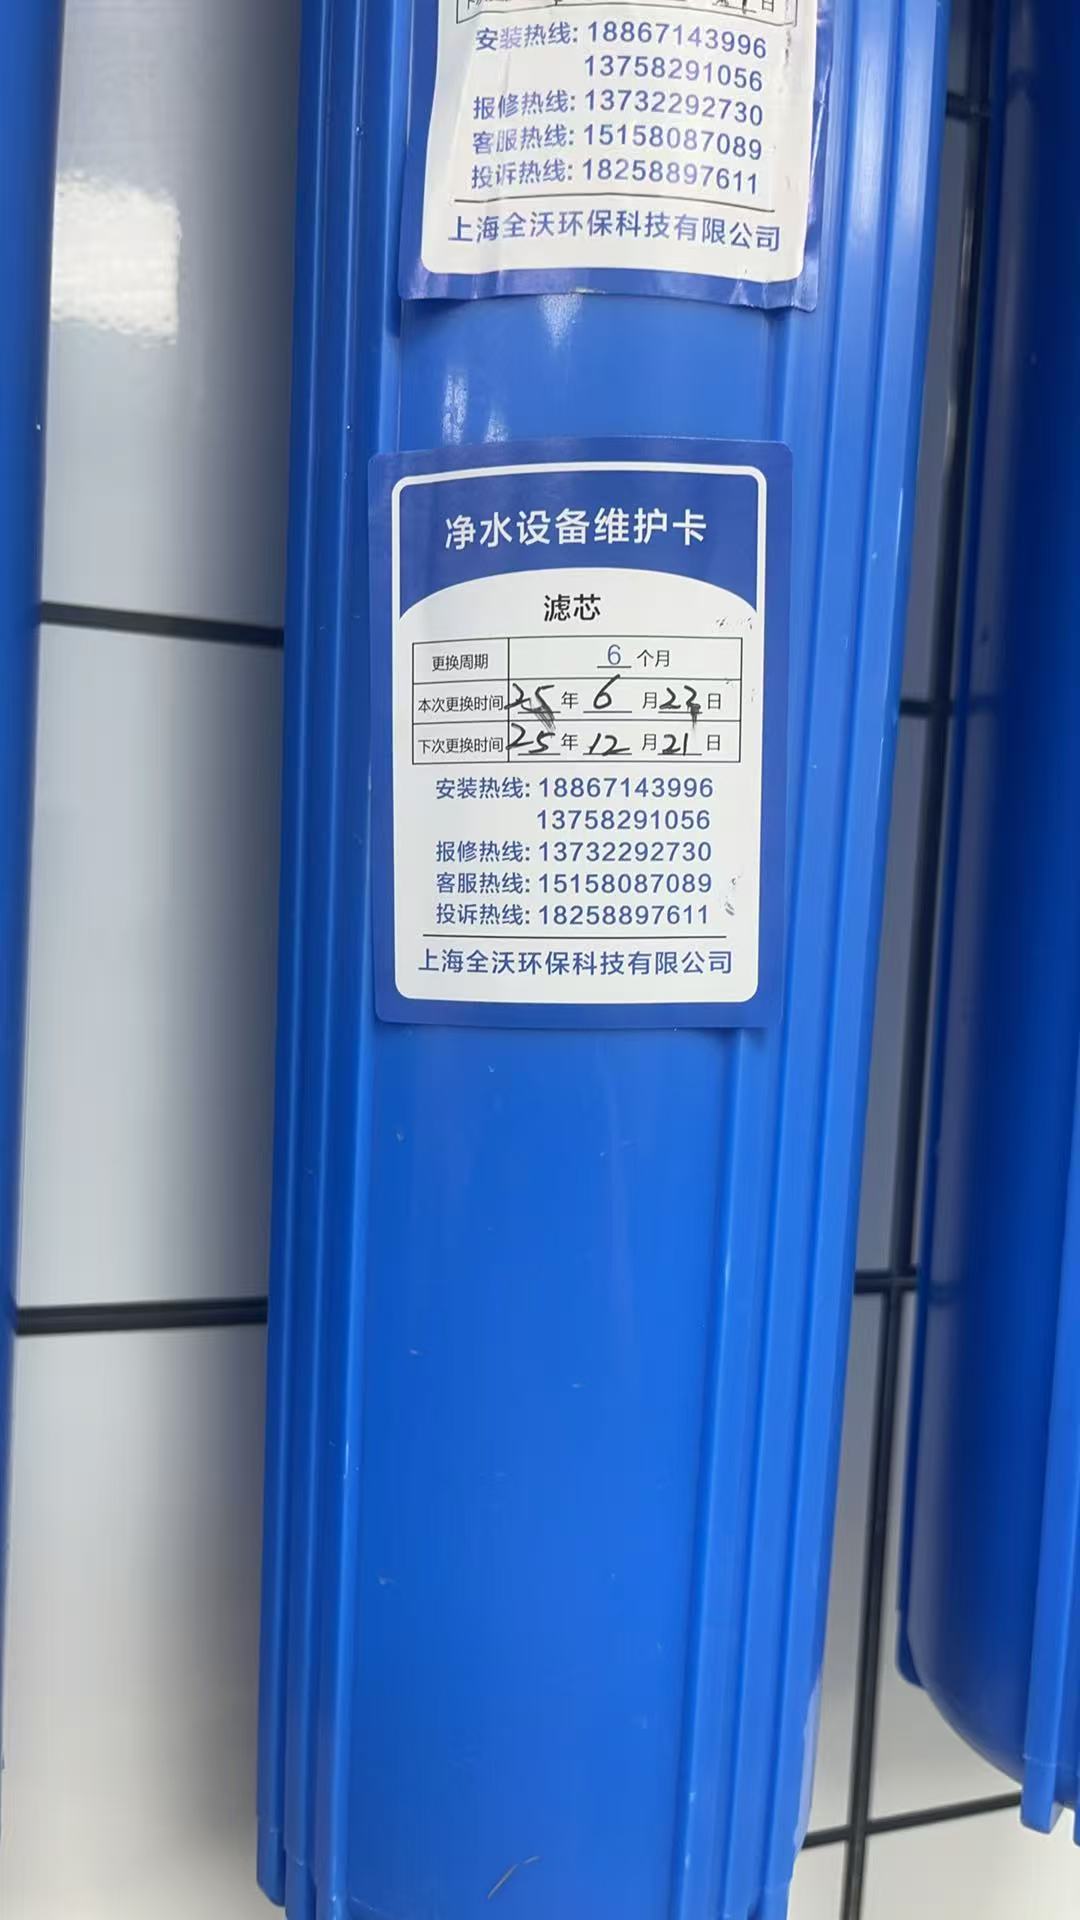 安装热线: 18867143996
13758291056
报修热线: 13732292730
客服热线: 15158087089
投诉热线: 18258897611
上海全沃环保科技有限公司
净水设备维护卡
滤芯
更换周期 6 个月
本次更换时间 25 年 6 月 22 日
下次更换时间 25 年 12 月 21 日
安装热线: 18867143996
13758291056
报修热线: 13732292730
客服热线: 15158087089
投诉热线: 18258897611
上海全沃环保科技有限公司